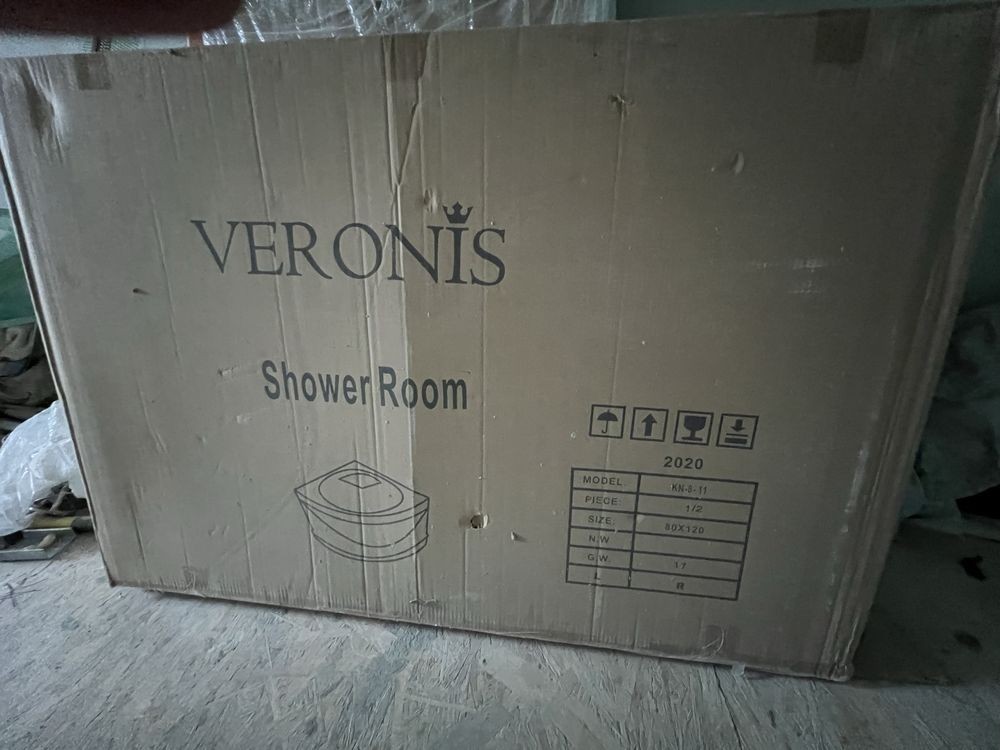 VERONIS
Shower Room
2020
MODEL: KN-8-11
PIECE: 1/2
SIZE: 80X120
N.W
G.W. 17
L R